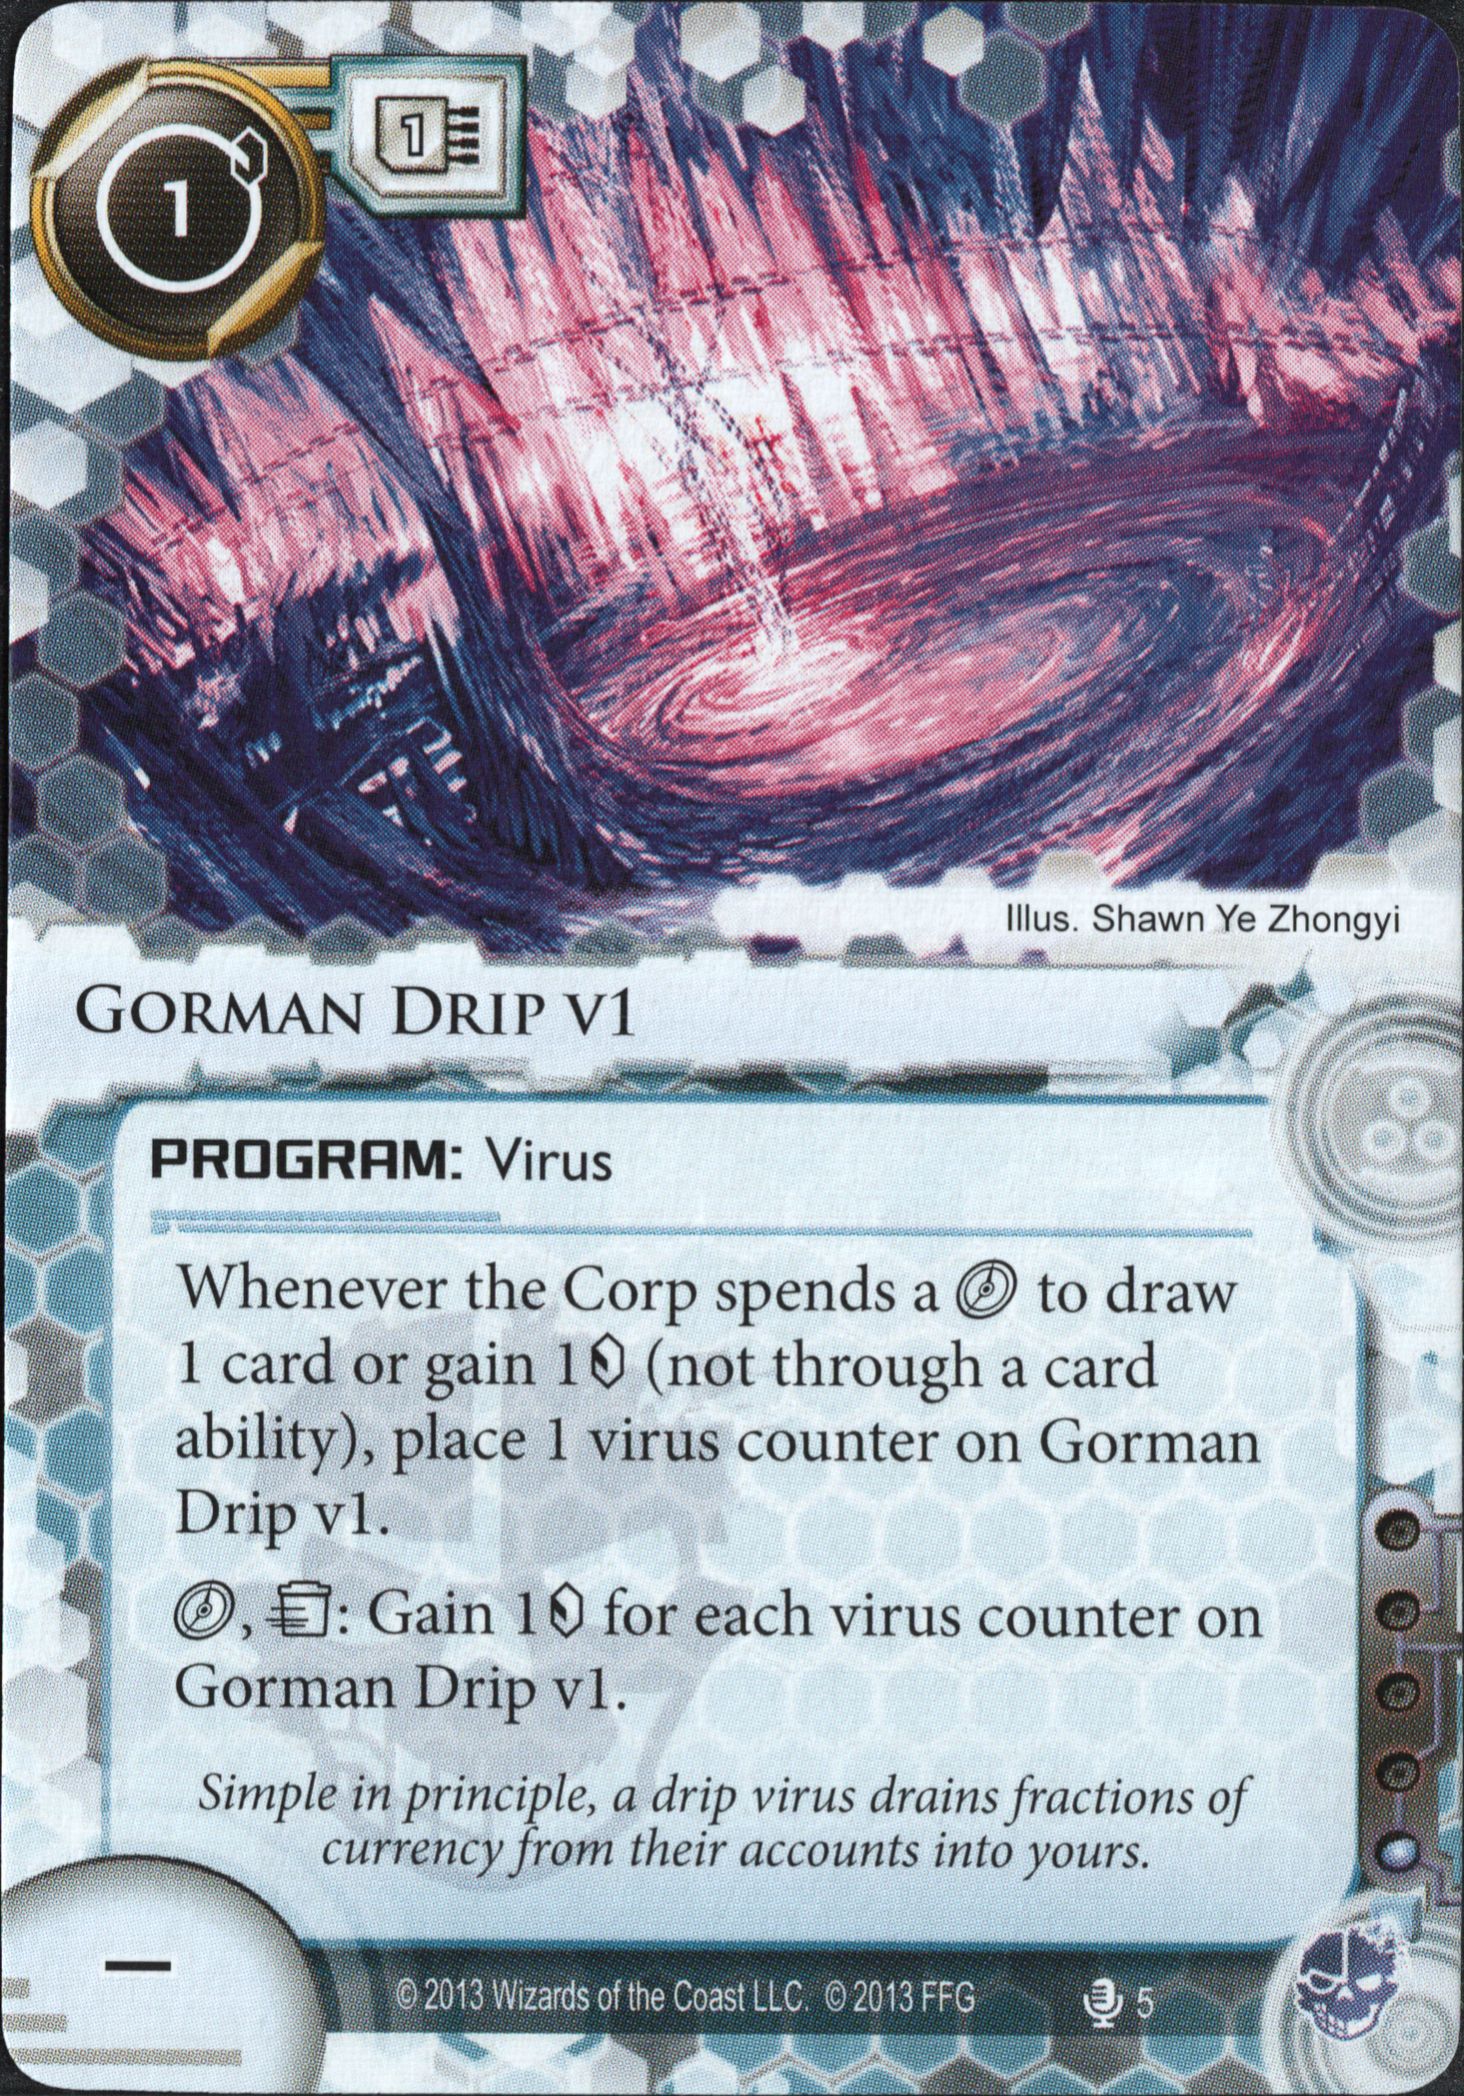 1
1
Illus. Shawn Ye Zhongyi
GORMAN DRIP V1
PROGRAM: Virus
Whenever the Corp spends a to draw
1 card or gain 1 (not through a card
ability), place 1 virus counter on Gorman
Drip v1.
, : Gain 1 for each virus counter on
Gorman Drip v1.
Simple in principle, a drip virus drains fractions of
currency from their accounts into yours.
—
© 2013 Wizards of the Coast LLC. © 2013 FFG
5